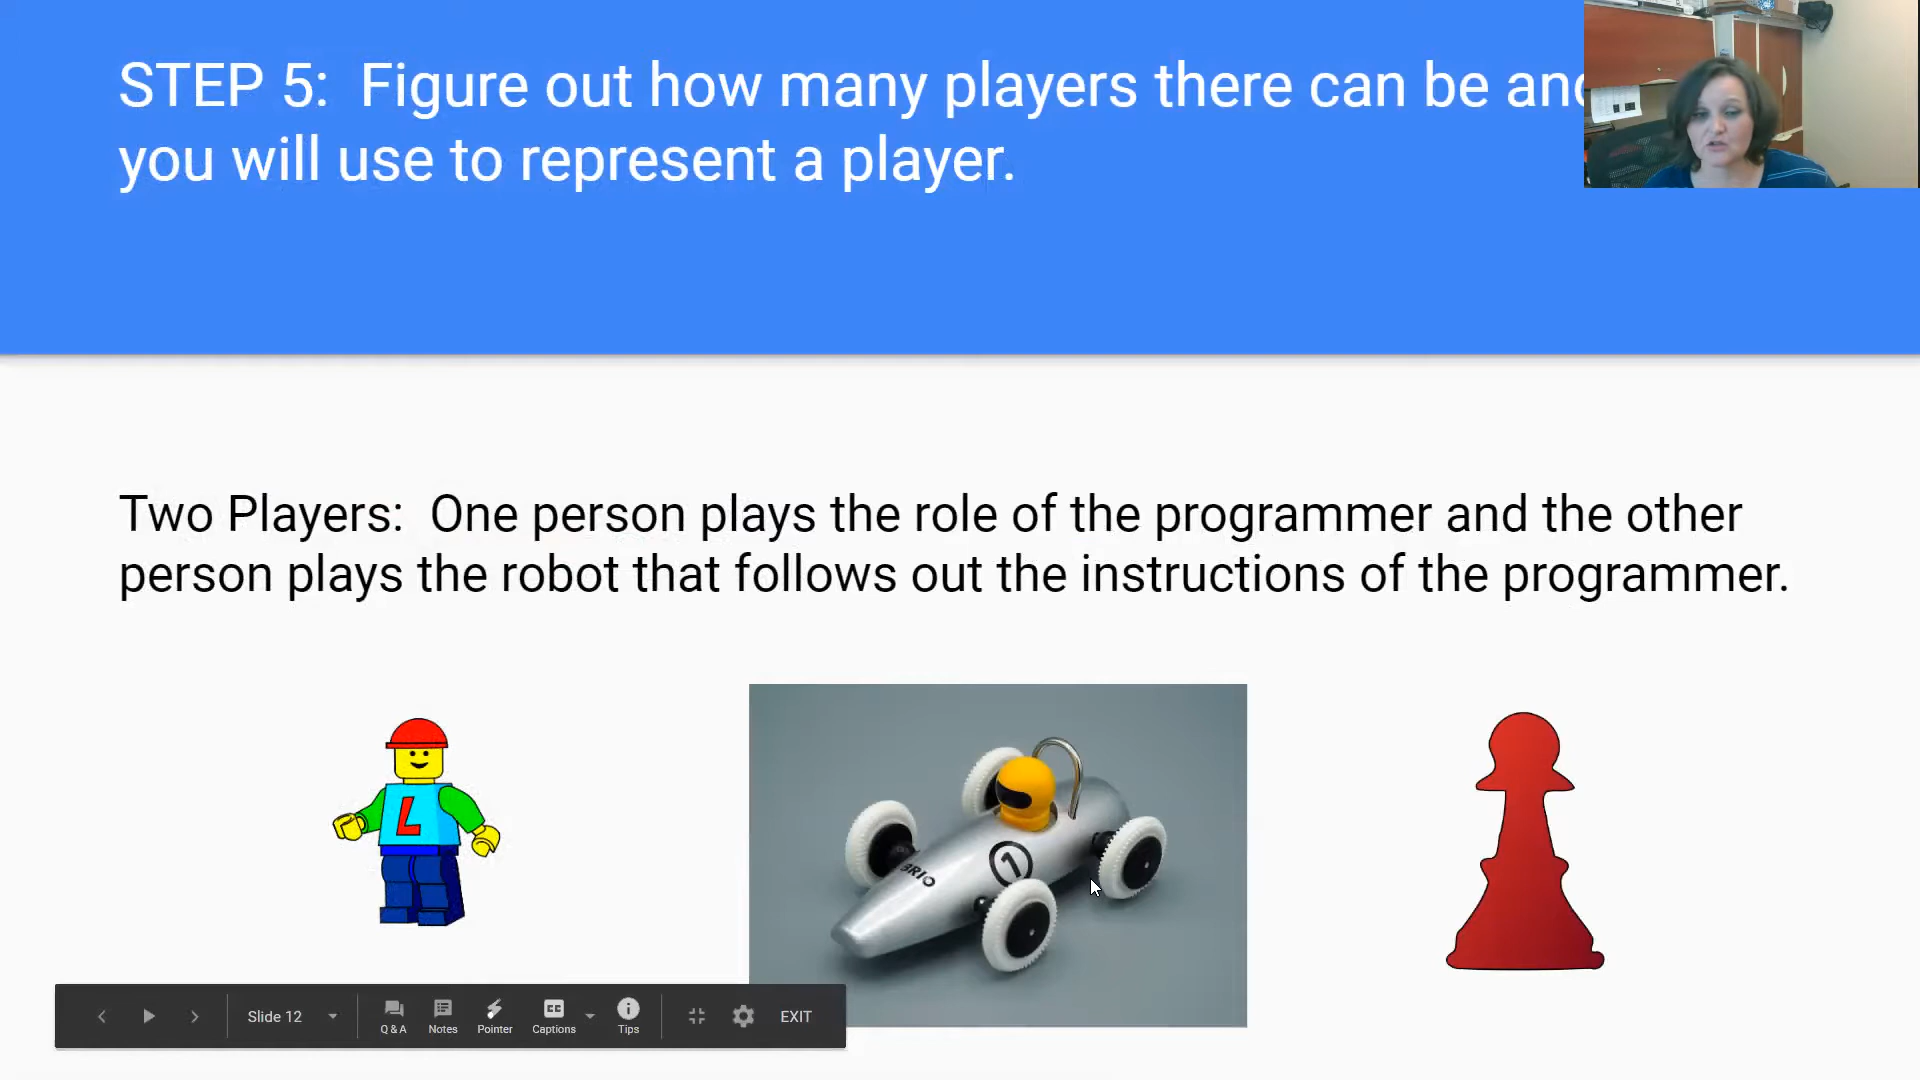 STEP 5: Figure out how many players there can be and
you will use to represent a player.
Two Players: One person plays the role of the programmer and the other
person plays the robot that follows out the instructions of the programmer.
L
BRIO
1
Slide 12
Q & A
Notes
Pointer
Captions
Tips
EXIT